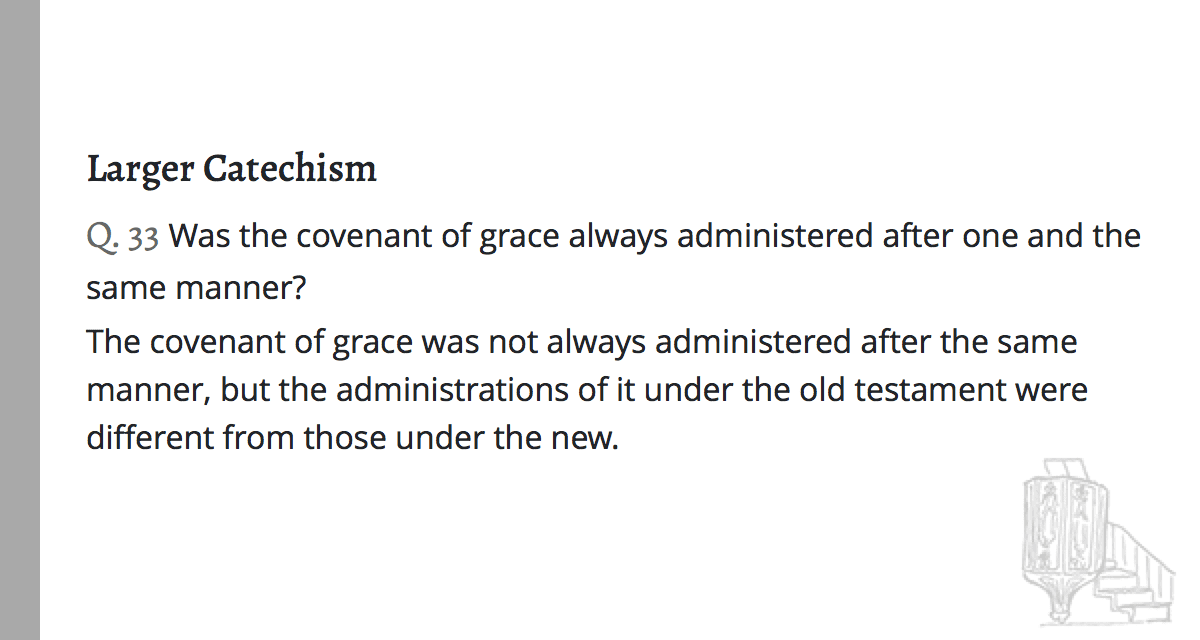 Larger Catechism
Q. 33 Was the covenant of grace always administered after one and the
same manner?
The covenant of grace was not always administered after the same
manner, but the administrations of it under the old testament were
different from those under the new.